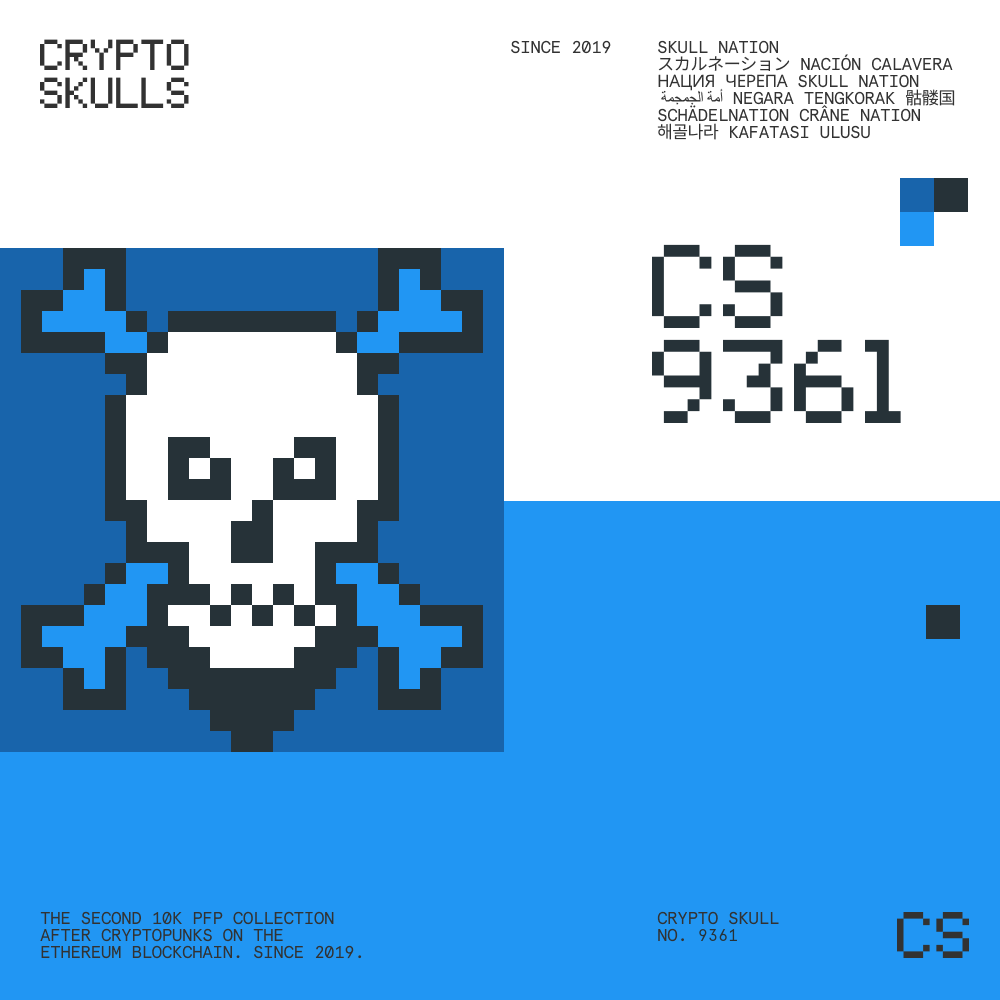 CRYPTO
SKULLS
SINCE 2019
SKULL NATION
スカルネーション NACIÓN CALAVERA
НАЦИЯ ЧЕРЕПА SKULL NATION
أمة الجمجمة NEGARA TENGKORAK 骷髅国
SCHÄDELNATION CRÂNE NATION
해골나라 KAFATASI ULUSU
CS
9361
THE SECOND 10K PFP COLLECTION
AFTER CRYPTOPUNKS ON THE
ETHEREUM BLOCKCHAIN. SINCE 2019.
CRYPTO SKULL
NO. 9361
CS